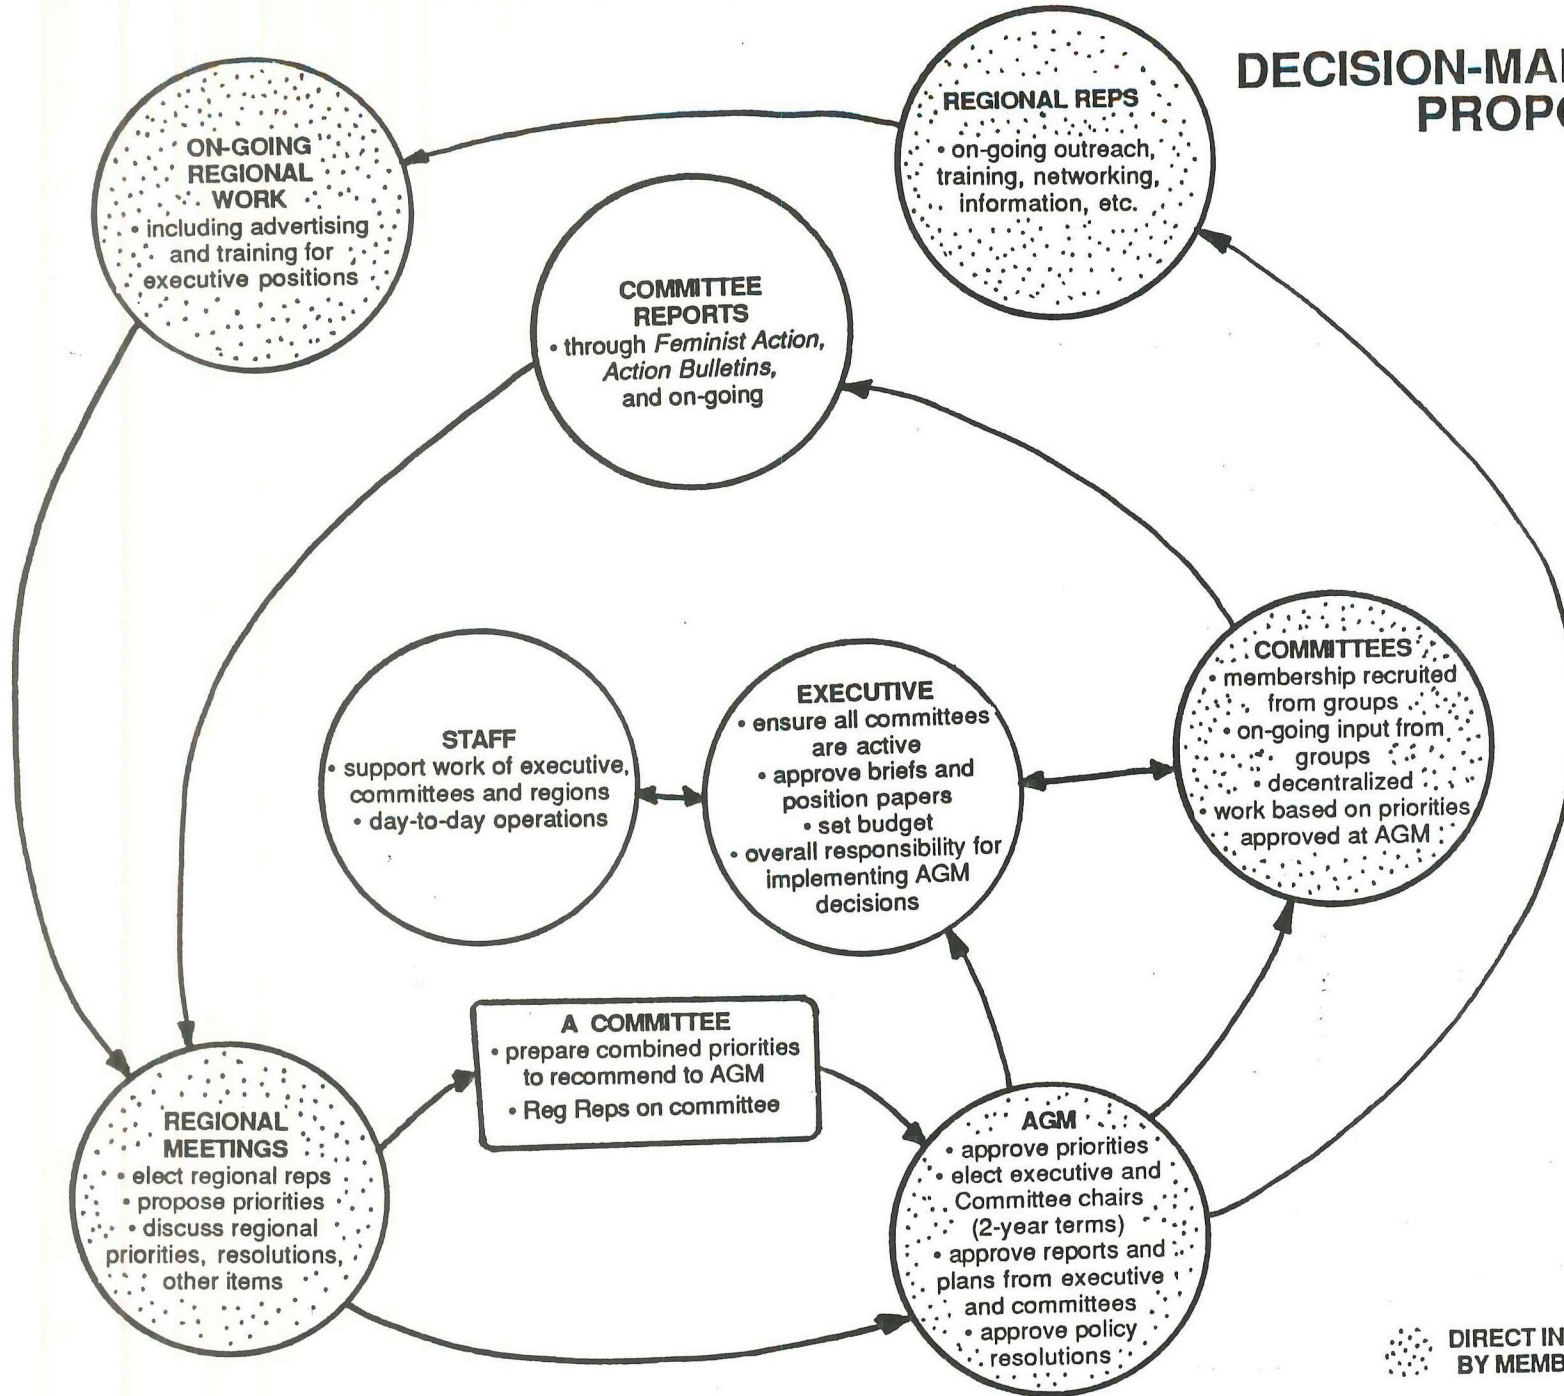 DECISION-MA
PROP
REGIONAL REPS
• on-going outreach,
training, networking,
information, etc.
ON-GOING
REGIONAL
WORK
• including advertising
and training for
executive positions
COMMITTEE
REPORTS
• through Feminist Action,
Action Bulletins,
and on-going
COMMITTEES
• membership recruited
from groups
• on-going input from
groups
• decentralized
• work based on priorities
approved at AGM
EXECUTIVE
• ensure all committees
are active
• approve briefs and
position papers
• set budget
• overall responsibility for
implementing AGM
decisions
STAFF
• support work of executive,
committees and regions
• day-to-day operations
A COMMITTEE
• prepare combined priorities
to recommend to AGM
• Reg Reps on committee
REGIONAL
MEETINGS
• elect regional reps
• propose priorities
• discuss regional
priorities, resolutions,
other items
AGM
• approve priorities
• elect executive and
Committee chairs
(2-year terms)
• approve reports and
plans from executive
and committees
• approve policy
resolutions
DIRECT IN
BY MEMB